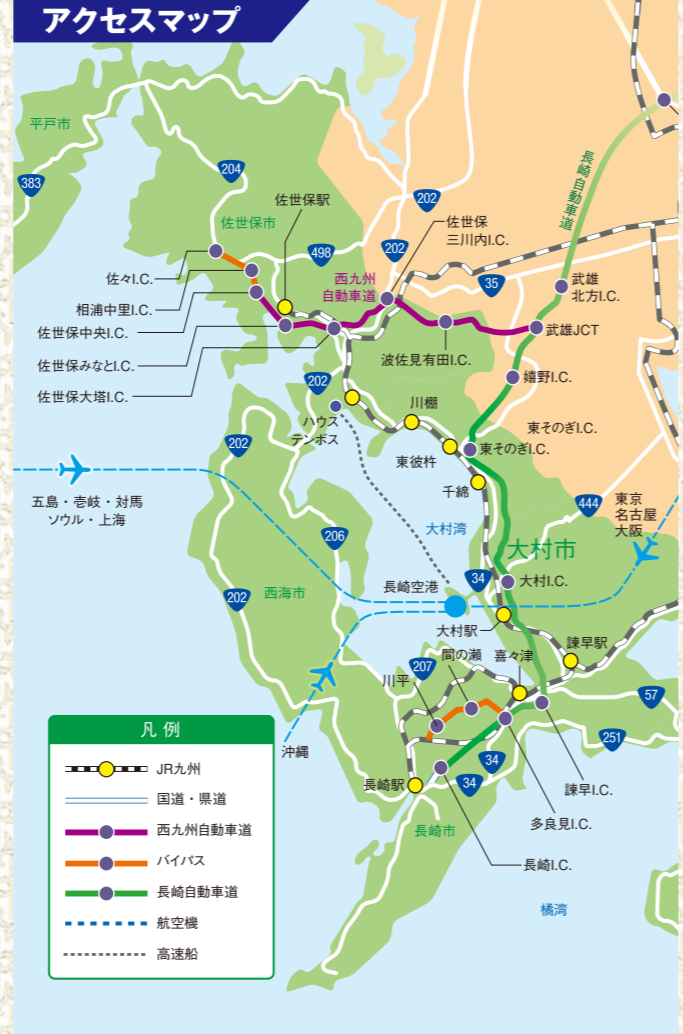 アクセスマップ
平戸市
383
204
佐世保市
佐世保駅
202
佐世保
三川内I.C.
長崎自動車道
498
202
佐々I.C.
相浦中里I.C.
佐世保中央I.C.
佐世保みなとI.C.
佐世保大塔I.C.
西九州
自動車道
35
武雄
北方I.C.
武雄JCT
波佐見有田I.C.
嬉野I.C.
202
ハウス
テンボス
川棚
東そのぎI.C.
東そのぎI.C.
東彼杵
千綿
202
五島・壱岐・対馬
ソウル・上海
206
大村湾
444
東京
名古屋
大阪
大村市
34
大村I.C.
長崎空港
西海市
202
大村駅
諫早駅
間の瀬
喜々津
207
川平
57
251
沖縄
34
34
長崎駅
諫早I.C.
多良見I.C.
長崎市
長崎I.C.
橘湾
凡例
JR九州
国道・県道
西九州自動車道
バイパス
長崎自動車道
航空機
高速船